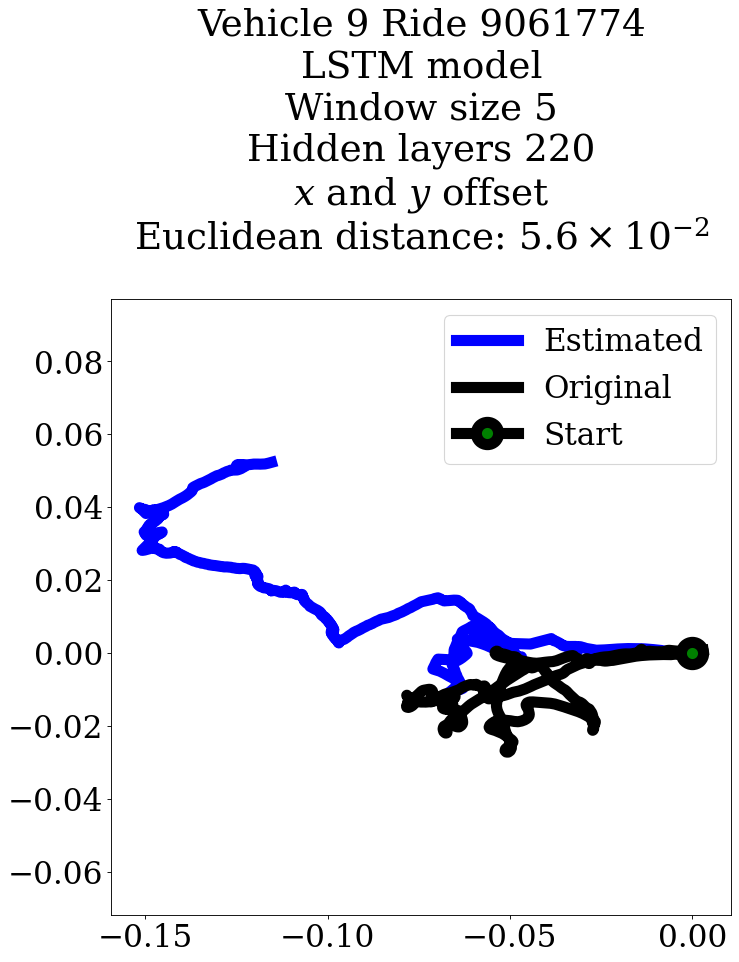 Vehicle 9 Ride 9061774
LSTM model
Window size 5
Hidden layers 220
x and y offset
Euclidean distance: 5.6 × 10⁻²
Estimated
Original
Start
0.08
0.06
0.04
0.02
0.00
−0.02
−0.04
−0.06
−0.15
−0.10
−0.05
0.00